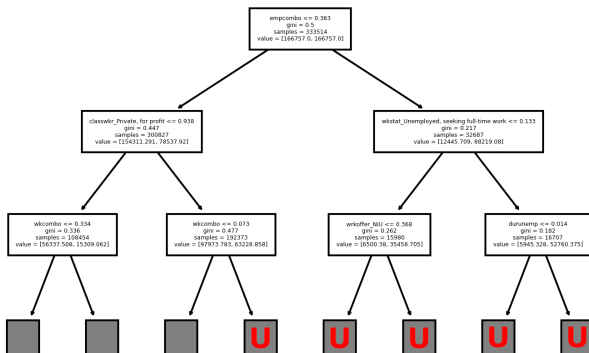 empcombo <= 0.363
gini = 0.5
samples = 333514
value = [166757.0, 166757.0]
classwkr_Private, for profit <= 0.938
gini = 0.447
samples = 300827
value = [154311.291, 78537.92]
wkstat_Unemployed, seeking full-time work <= 0.133
gini = 0.217
samples = 32687
value = [12445.709, 88219.08]
wkcombo <= 0.334
gini = 0.336
samples = 108454
value = [56337.508, 15309.062]
wkcombo <= 0.073
gini = 0.477
samples = 192373
value = [97973.783, 63228.858]
wrkoffer_NIU <= 0.368
gini = 0.262
samples = 15980
value = [6500.38, 35458.705]
durunemp <= 0.014
gini = 0.182
samples = 16707
value = [5945.328, 52760.375]
U
U
U
U
U